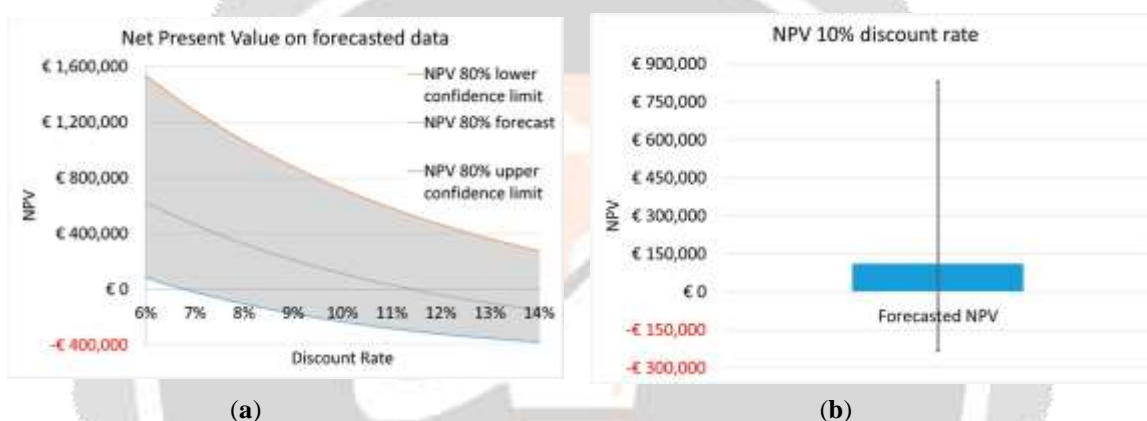 Net Present Value on forecasted data
€ 1,600,000
€ 1,200,000
€ 800,000
€ 400,000
€ 0
-€ 400,000
NPV
6% 7% 8% 9% 10% 11% 12% 13% 14%
Discount Rate
NPV 80% lower
confidence limit
NPV 80% forecast
NPV 80% upper
confidence limit
(a)
NPV 10% discount rate
€ 900,000
€ 750,000
€ 600,000
€ 450,000
€ 300,000
€ 150,000
€ 0
-€ 150,000
-€ 300,000
NPV
Forecasted NPV
(b)